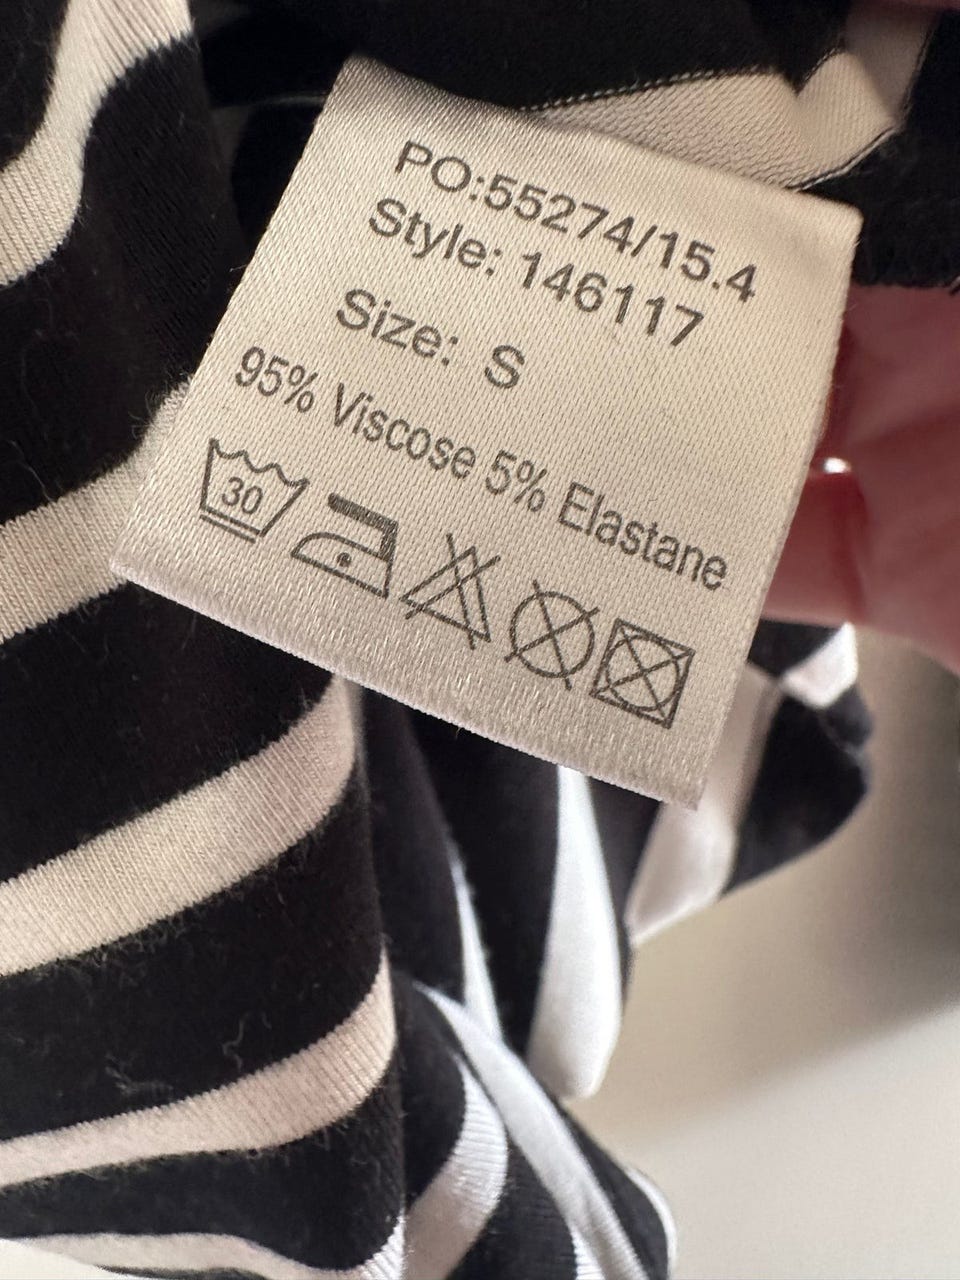 PO:55274/15.4
Style: 146117
Size: S
95% Viscose 5% Elastane
30